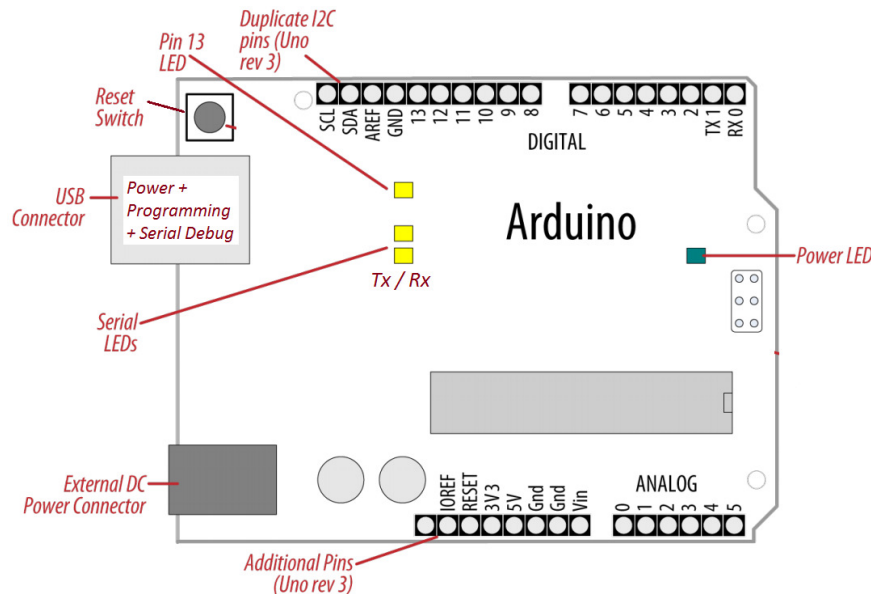 Duplicate I2C
pins (Uno
rev 3)
Pin 13
LED
Reset
Switch
SCL
SDA
AREF
GND
13
12
11
10
9
8
7
6
5
4
3
2
TX 1
RX 0
DIGITAL
USB
Connector
Power +
Programming
+ Serial Debug
Arduino
Power LED
Tx / Rx
Serial
LEDs
External DC
Power Connector
IOREF
RESET
3V3
5V
Gnd
Gnd
Vin
ANALOG
0
1
2
3
4
5
Additional Pins
(Uno rev 3)